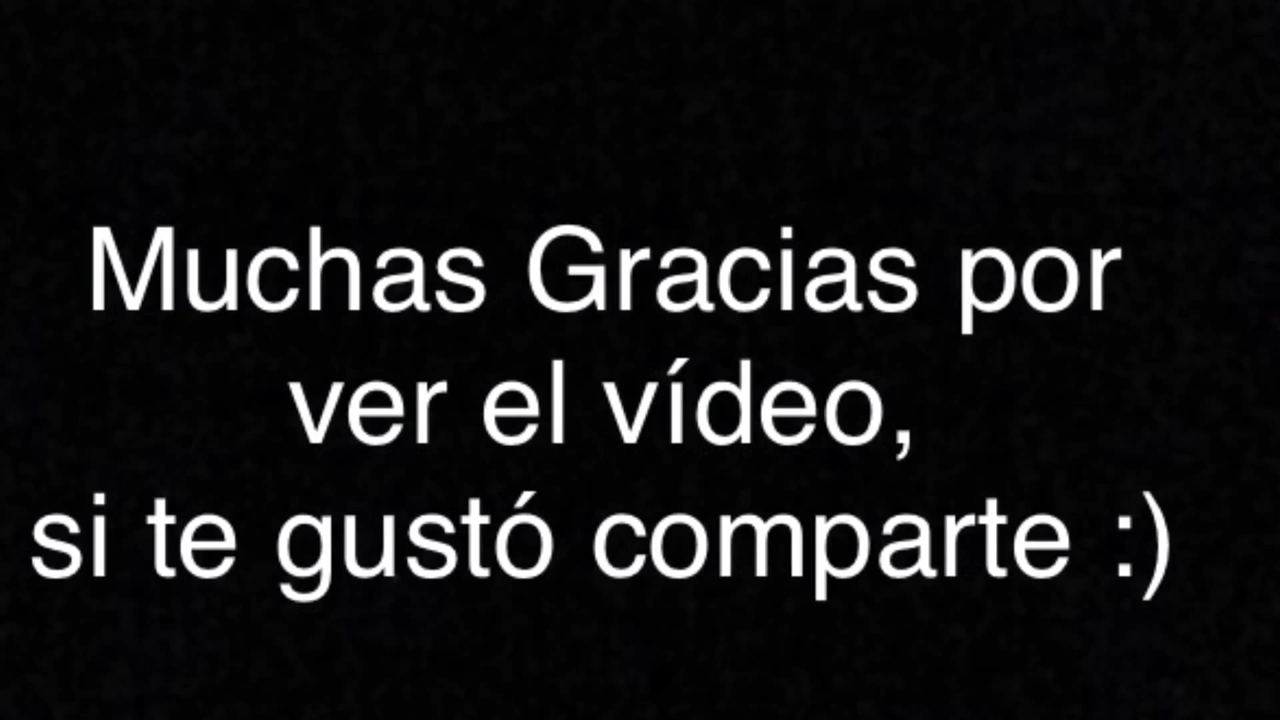 Muchas Gracias por
ver el vídeo,
si te gustó comparte :)